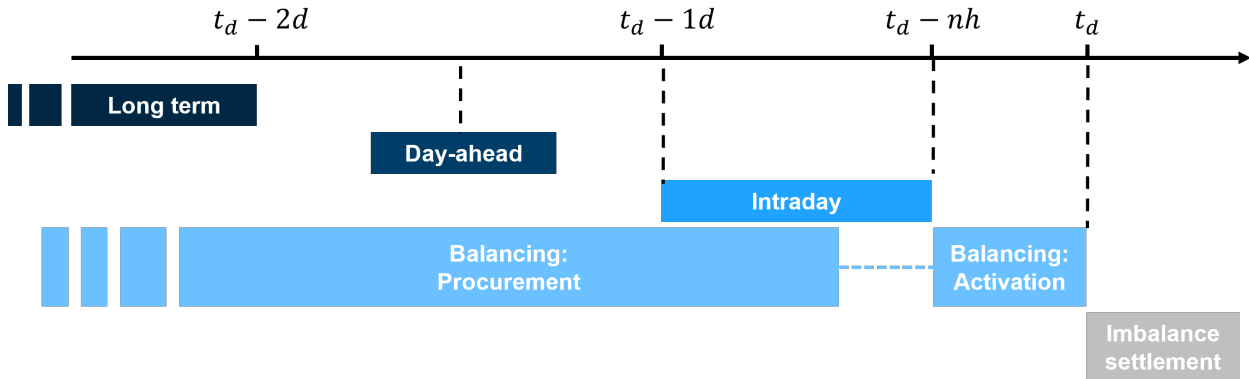 t_d − 2d
t_d − 1d
t_d − nh
t_d
Long term
Day-ahead
Intraday
Balancing:
Procurement
Balancing:
Activation
Imbalance
settlement